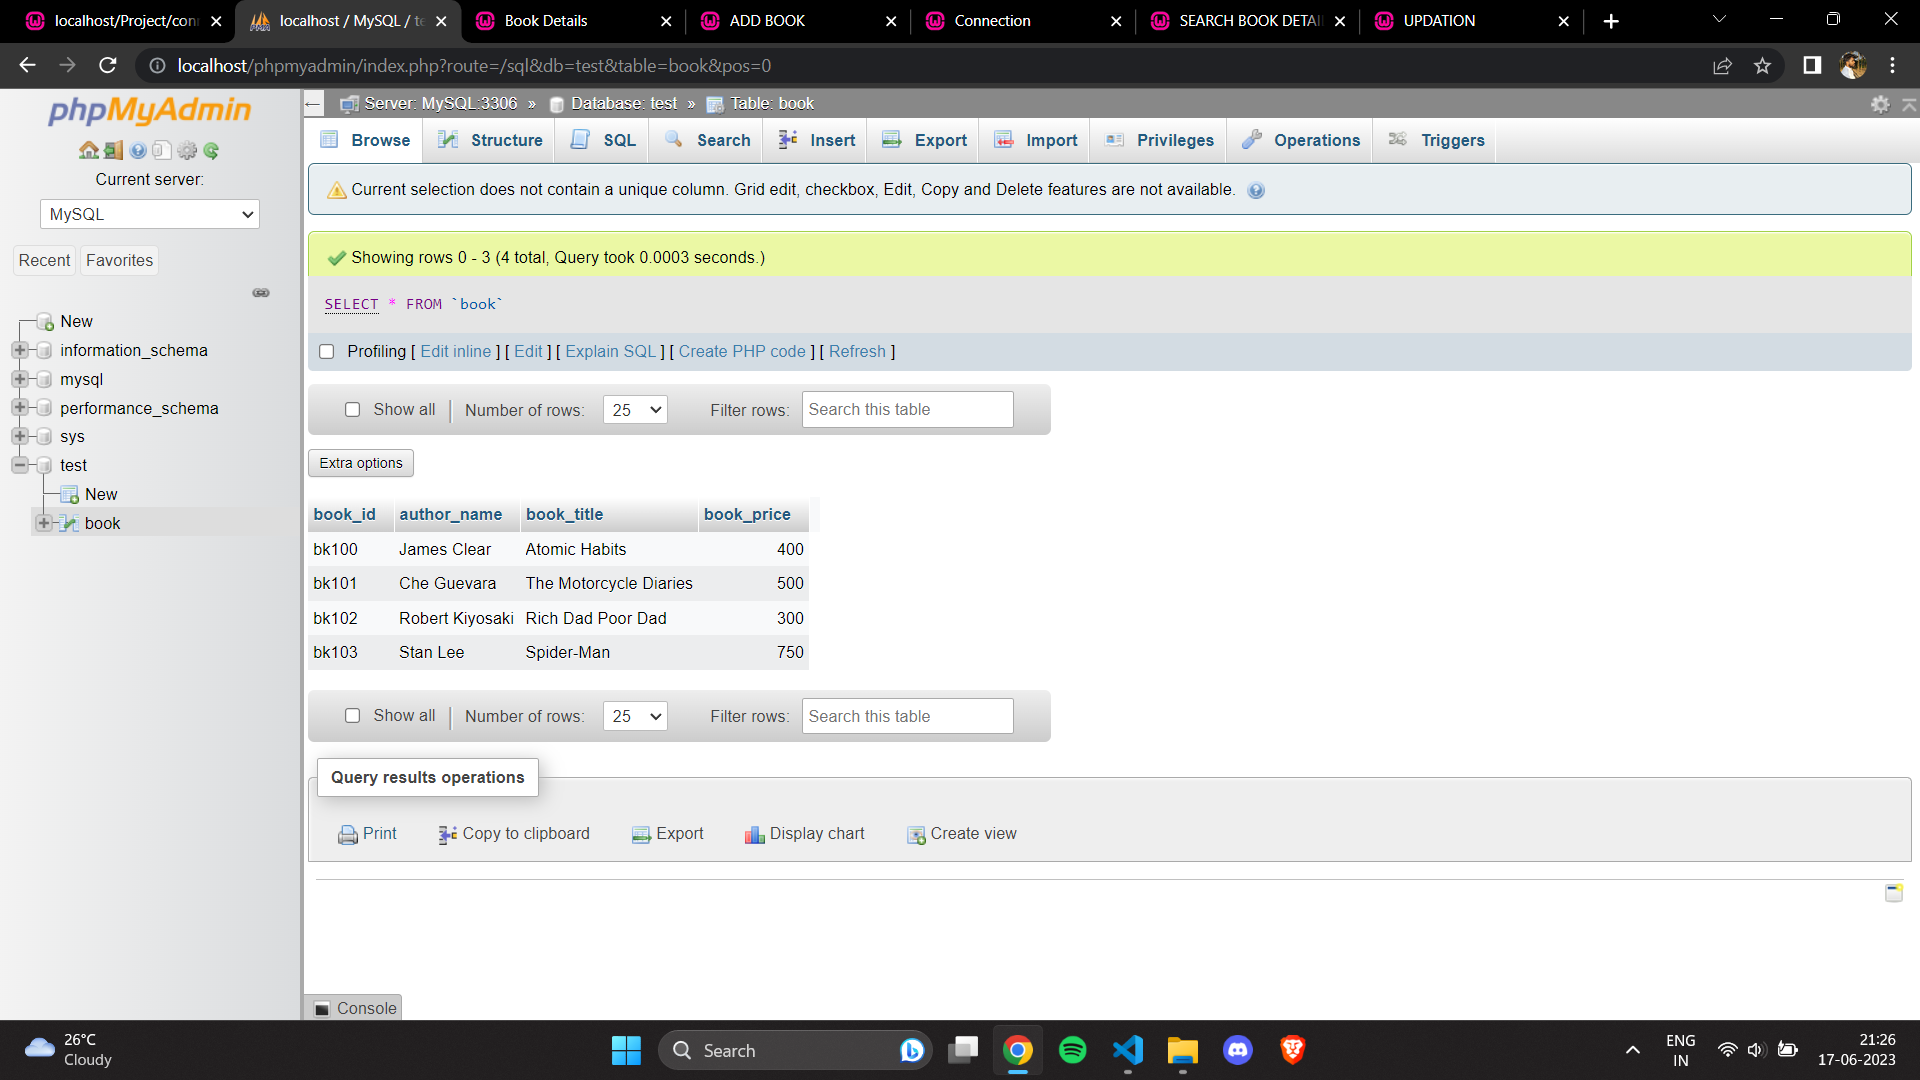 localhost/Project/conn
localhost / MySQL / te
Book Details
ADD BOOK
Connection
SEARCH BOOK DETAI
UPDATION
localhost/phpmyadmin/index.php?route=/sql&db=test&table=book&pos=0
phpMyAdmin
Current server:
MySQL
Recent Favorites
New
information_schema
mysql
performance_schema
sys
test
New
book
Server: MySQL:3306 » Database: test » Table: book
Browse Structure SQL Search Insert Export Import Privileges Operations Triggers
Current selection does not contain a unique column. Grid edit, checkbox, Edit, Copy and Delete features are not available.
Showing rows 0 - 3 (4 total, Query took 0.0003 seconds.)
SELECT * FROM `book`
Profiling [ Edit inline ] [ Edit ] [ Explain SQL ] [ Create PHP code ] [ Refresh ]
Show all | Number of rows: 25 Filter rows: Search this table
Extra options
book_id author_name book_title book_price
bk100 James Clear Atomic Habits 400
bk101 Che Guevara The Motorcycle Diaries 500
bk102 Robert Kiyosaki Rich Dad Poor Dad 300
bk103 Stan Lee Spider-Man 750
Show all | Number of rows: 25 Filter rows: Search this table
Query results operations
Print Copy to clipboard Export Display chart Create view
Console
26°C
Cloudy
Search
ENG
IN
21:26
17-06-2023